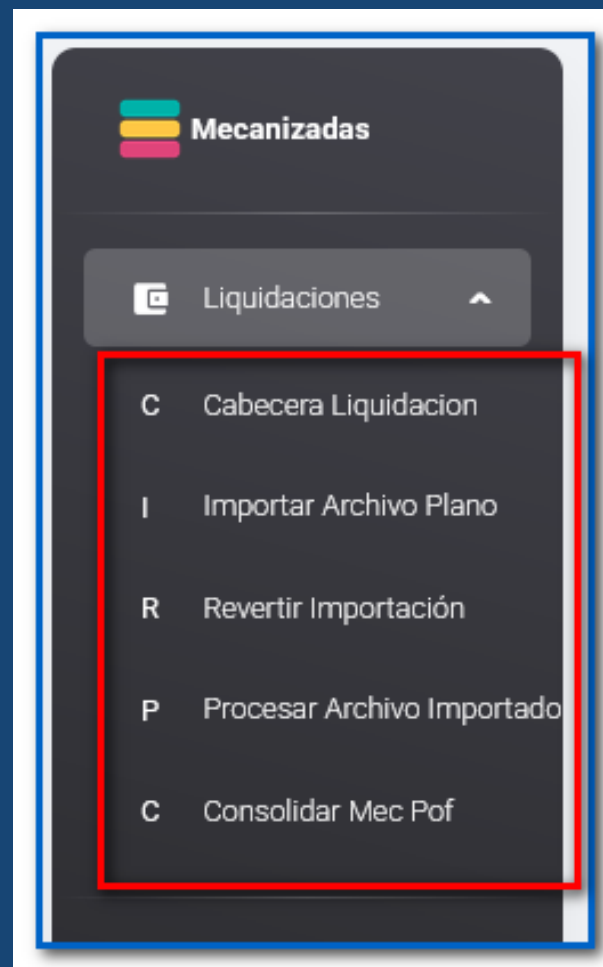 Mecanizadas
Liquidaciones
C Cabecera Liquidacion
I Importar Archivo Plano
R Revertir Importación
P Procesar Archivo Importado
C Consolidar Mec Pof